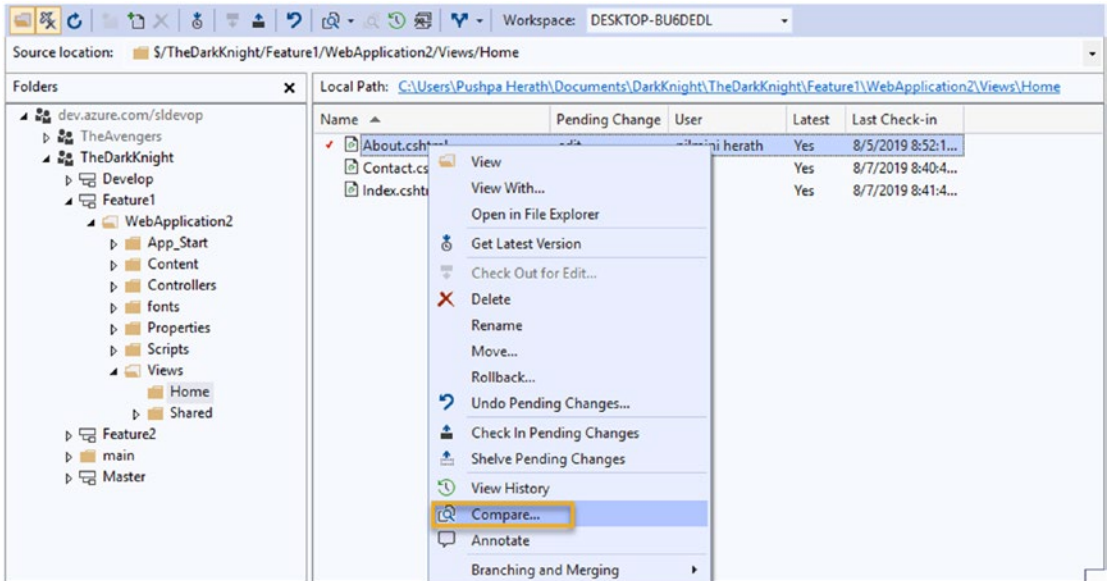 Workspace: DESKTOP-BU6DEDL
Source location: $/TheDarkKnight/Feature1/WebApplication2/Views/Home
Folders
Local Path: C:\Users\Pushpa Herath\Documents\DarkKnight\TheDarkKnight\Feature1\WebApplication2\Views\Home
dev.azure.com/sldevop
TheAvengers
TheDarkKnight
Develop
Feature1
WebApplication2
App_Start
Content
Controllers
fonts
Properties
Scripts
Views
Home
Shared
Feature2
main
Master
Name Pending Change User Latest Last Check-in
About.cshtml edit nilmini herath Yes 8/5/2019 8:52:1...
Contact.cs Yes 8/7/2019 8:40:4...
Index.csht Yes 8/7/2019 8:41:4...
View
View With...
Open in File Explorer
Get Latest Version
Check Out for Edit...
Delete
Rename
Move...
Rollback...
Undo Pending Changes...
Check In Pending Changes
Shelve Pending Changes
View History
Compare...
Annotate
Branching and Merging